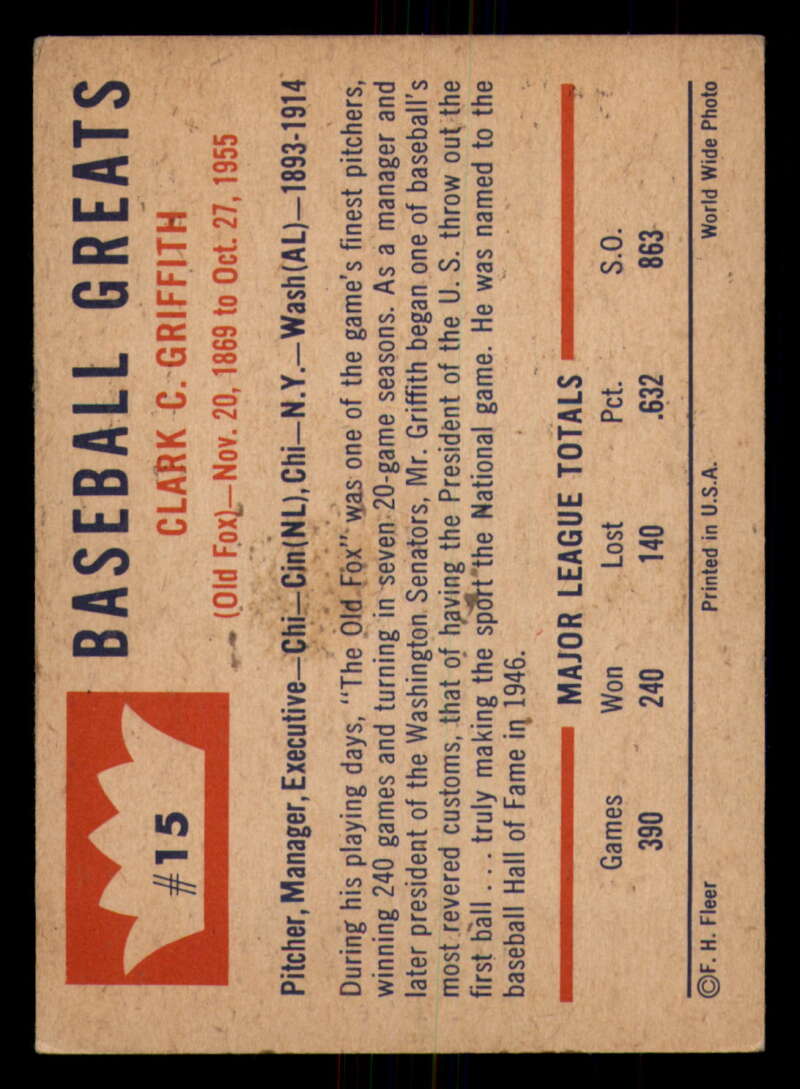 #15
BASEBALL GREATS
CLARK C. GRIFFITH
(Old Fox)—Nov. 20, 1869 to Oct. 27, 1955
Pitcher, Manager, Executive—Chi—Cin(NL), Chi—N.Y.—Wash(AL)—1893-1914
During his playing days, “The Old Fox” was one of the game's finest pitchers,
winning 240 games and turning in seven 20-game seasons. As a manager and
later president of the Washington Senators, Mr. Griffith began one of baseball's
most revered customs, that of having the President of the U. S. throw out the
first ball . . . truly making the sport the National game. He was named to the
baseball Hall of Fame in 1946.
MAJOR LEAGUE TOTALS
Games Won Lost Pct. S.O.
390 240 140 .632 863
©F. H. Fleer Printed in U.S.A. World Wide Photo